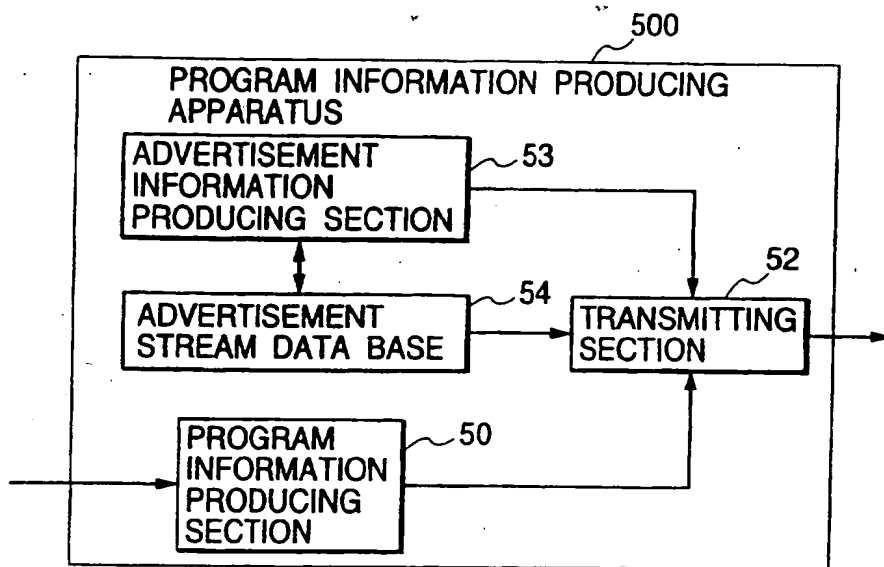 500
PROGRAM INFORMATION PRODUCING
APPARATUS
ADVERTISEMENT
INFORMATION
PRODUCING SECTION
53
ADVERTISEMENT
STREAM DATA BASE
54
TRANSMITTING
SECTION
52
PROGRAM
INFORMATION
PRODUCING
SECTION
50